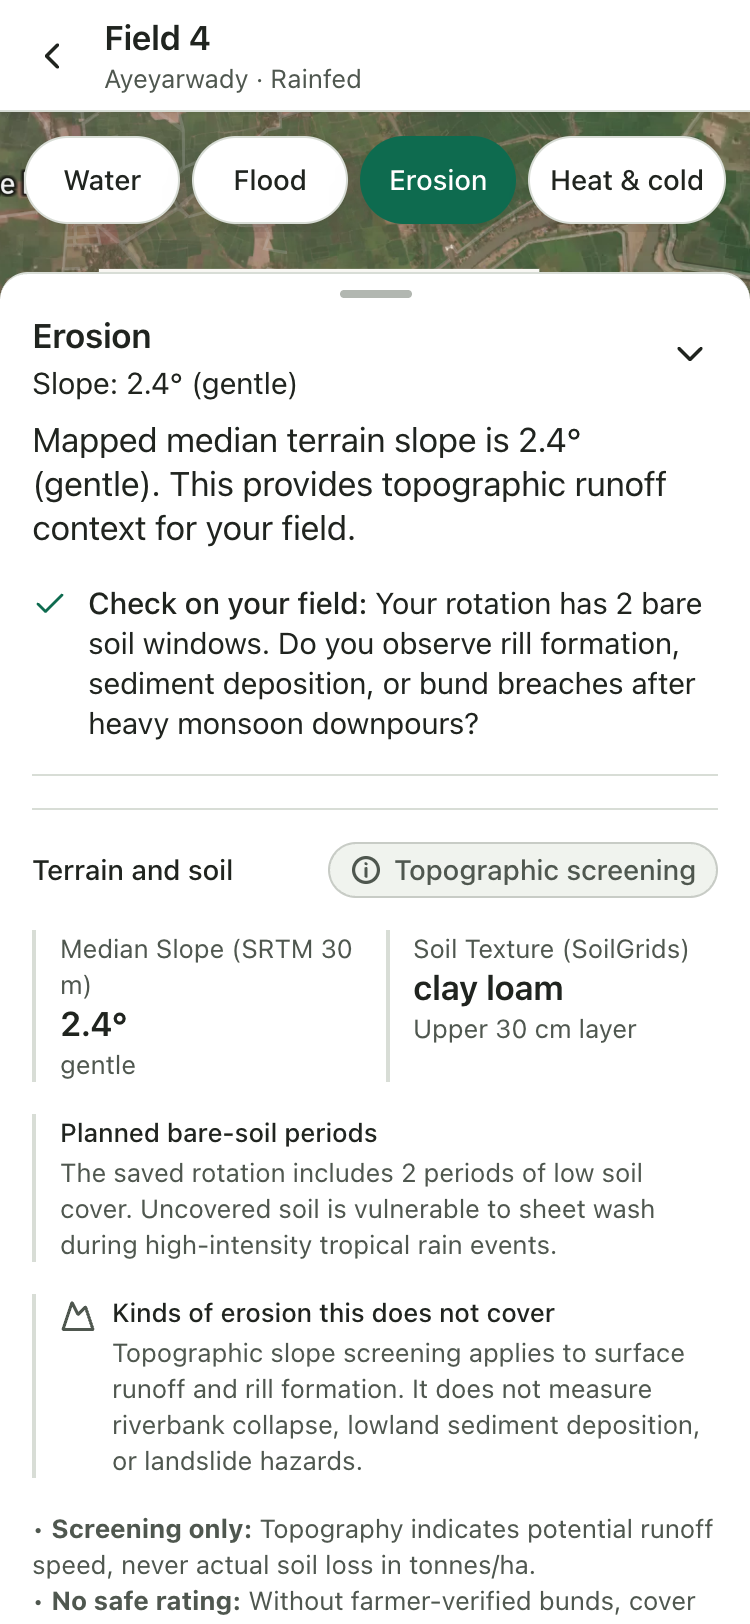 Field 4
Ayeyarwady · Rainfed
Water
Flood
Erosion
Heat & cold
Erosion
Slope: 2.4° (gentle)
Mapped median terrain slope is 2.4°
(gentle). This provides topographic runoff
context for your field.
Check on your field: Your rotation has 2 bare
soil windows. Do you observe rill formation,
sediment deposition, or bund breaches after
heavy monsoon downpours?
Terrain and soil
Topographic screening
Median Slope (SRTM 30
m)
2.4°
gentle
Soil Texture (SoilGrids)
clay loam
Upper 30 cm layer
Planned bare-soil periods
The saved rotation includes 2 periods of low soil
cover. Uncovered soil is vulnerable to sheet wash
during high-intensity tropical rain events.
Kinds of erosion this does not cover
Topographic slope screening applies to surface
runoff and rill formation. It does not measure
riverbank collapse, lowland sediment deposition,
or landslide hazards.
• Screening only: Topography indicates potential runoff
speed, never actual soil loss in tonnes/ha.
• No safe rating: Without farmer-verified bunds, cover